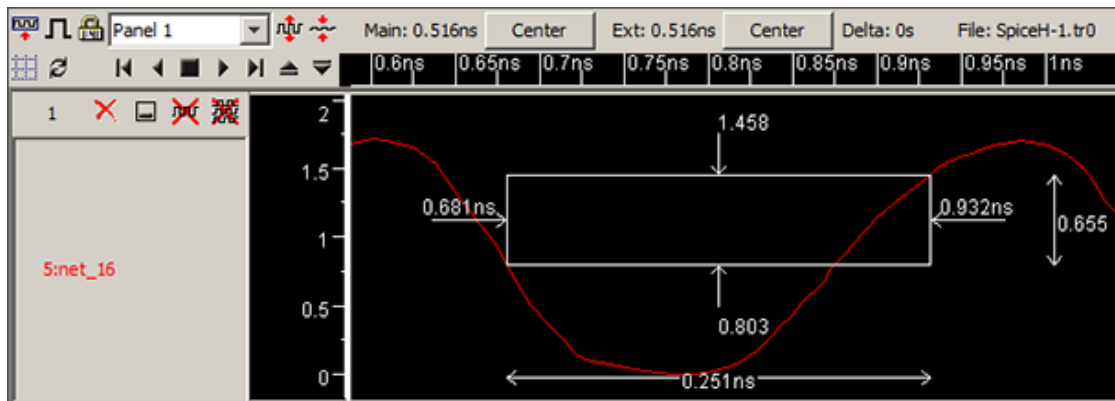 Panel 1 Main: 0.516ns Center Ext: 0.516ns Center Delta: 0s File: SpiceH-1.tr0
0.6ns 0.65ns 0.7ns 0.75ns 0.8ns 0.85ns 0.9ns 0.95ns 1ns
1
2
1.458
1.5
0.681ns 0.932ns
1 0.655
5:net_16
0.5 0.803
0 0.251ns